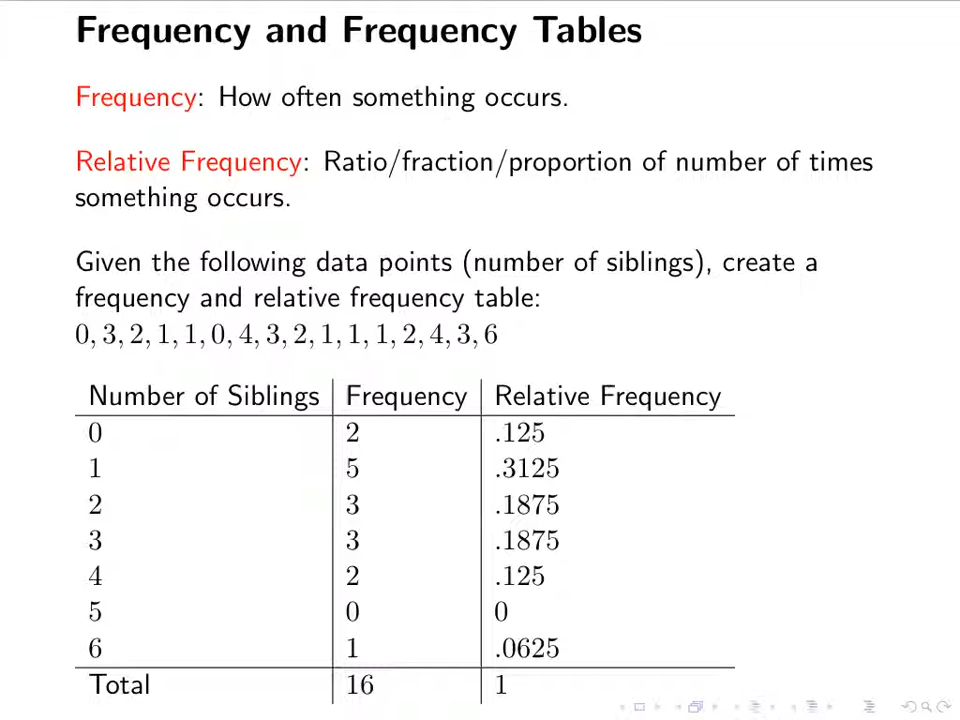 Frequency and Frequency Tables
Frequency: How often something occurs.
Relative Frequency: Ratio/fraction/proportion of number of times
something occurs.
Given the following data points (number of siblings), create a
frequency and relative frequency table:
0, 3, 2, 1, 1, 0, 4, 3, 2, 1, 1, 1, 2, 4, 3, 6
Number of Siblings Frequency Relative Frequency
0 2 .125
1 5 .3125
2 3 .1875
3 3 .1875
4 2 .125
5 0 0
6 1 .0625
Total 16 1